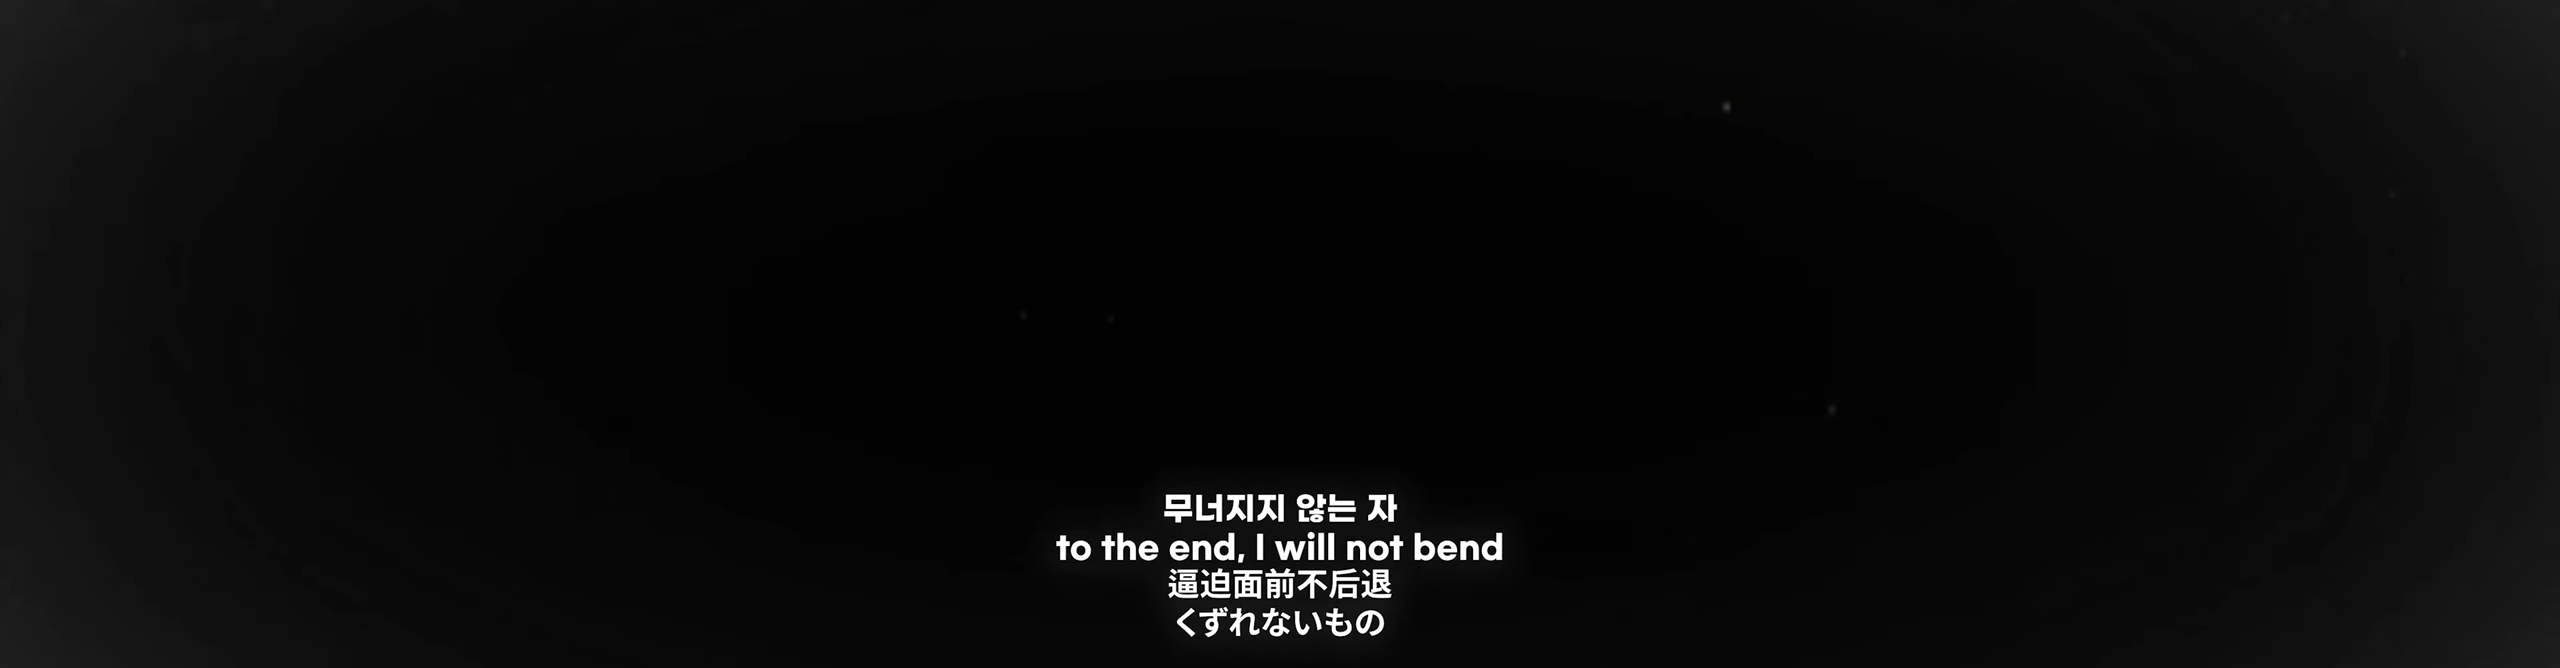 무너지지 않는 자
to the end, I will not bend
逼迫面前不后退
くずれないもの